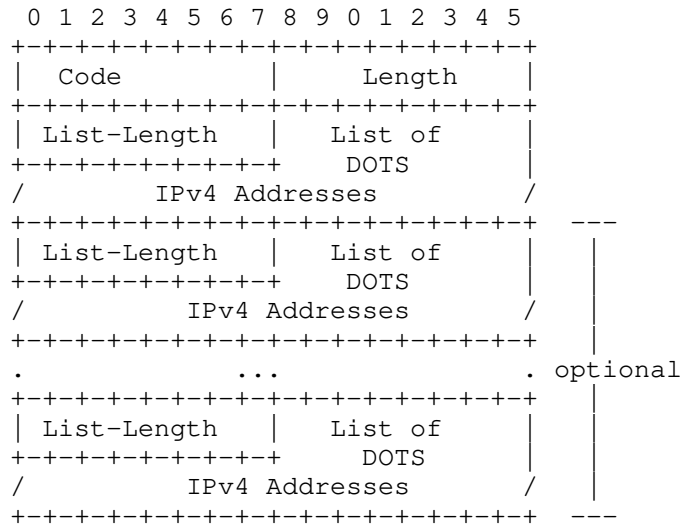 0 1 2 3 4 5 6 7 8 9 0 1 2 3 4 5
+-+-+-+-+-+-+-+-+-+-+-+-+-+-+-+-+
|  Code         |     Length    |
+-+-+-+-+-+-+-+-+-+-+-+-+-+-+-+-+
| List-Length   |   List of     |
+-+-+-+-+-+-+-+-+    DOTS       |
/        IPv4 Addresses         /
+-+-+-+-+-+-+-+-+-+-+-+-+-+-+-+-+  ---
| List-Length   |   List of     |   |
+-+-+-+-+-+-+-+-+    DOTS       |   |
/          IPv4 Addresses       /   |
+-+-+-+-+-+-+-+-+-+-+-+-+-+-+-+-+   |
.             ...               . optional
+-+-+-+-+-+-+-+-+-+-+-+-+-+-+-+-+   |
| List-Length   |   List of     |   |
+-+-+-+-+-+-+-+-+     DOTS      |   |
/          IPv4 Addresses       /   |
+-+-+-+-+-+-+-+-+-+-+-+-+-+-+-+-+  ---